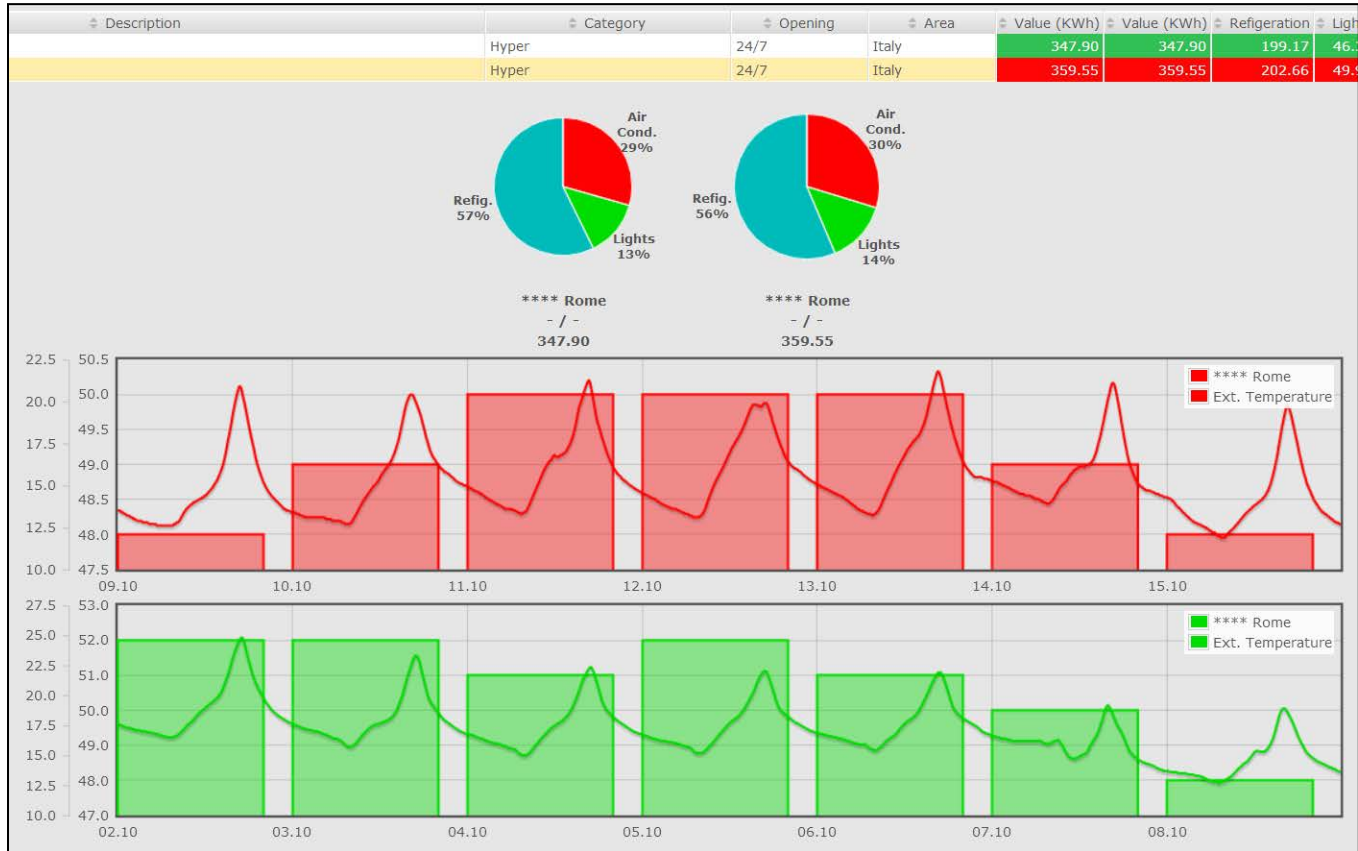 Description Category Opening Area Value (KWh) Value (KWh) Refigeration Ligh
Hyper 24/7 Italy 347.90 347.90 199.17 46.
Hyper 24/7 Italy 359.55 359.55 202.66 49.9
Air
Cond.
29%
Refig.
57%
Lights
13%
Air
Cond.
30%
Refig.
56%
Lights
14%
**** Rome
- / -
347.90
**** Rome
- / -
359.55
22.5 50.5
20.0 50.0
17.5 49.5
15.0 49.0
12.5 48.5
10.0 48.0
47.5
**** Rome
Ext. Temperature
09.10 10.10 11.10 12.10 13.10 14.10 15.10
27.5 53.0
25.0 52.0
22.5 51.0
20.0 50.0
17.5 49.0
15.0 48.0
12.5 47.0
10.0
**** Rome
Ext. Temperature
02.10 03.10 04.10 05.10 06.10 07.10 08.10